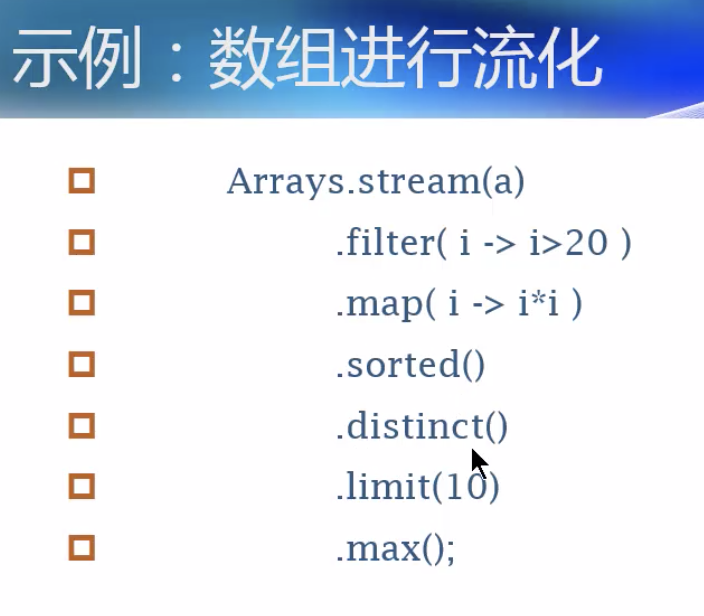 示例：数组进行流化
Arrays.stream(a)
.filter( i -> i>20 )
.map( i -> i*i )
.sorted()
.distinct()
.limit(10)
.max();